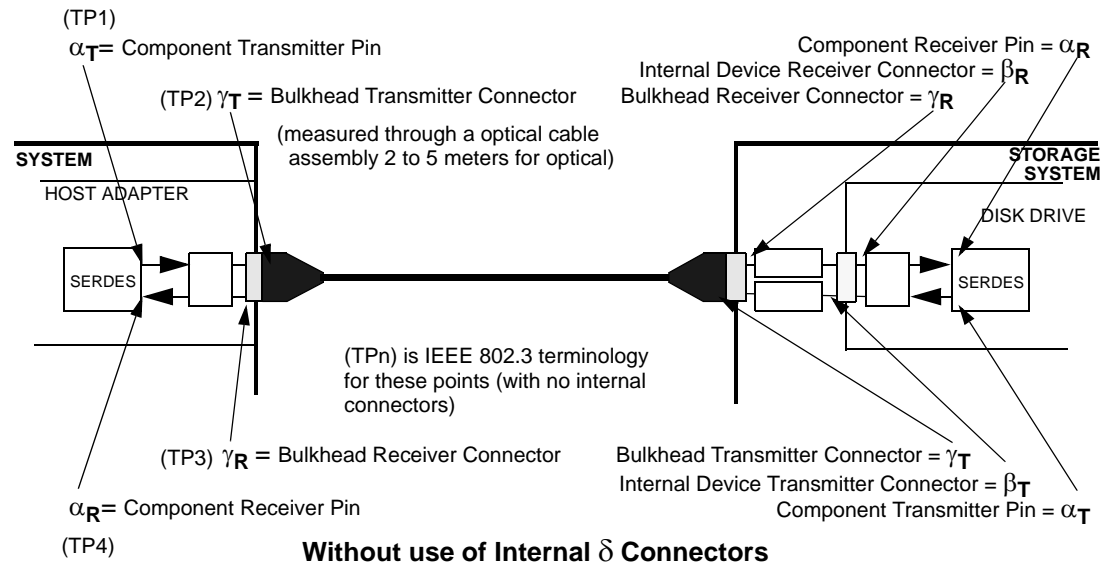 (TP1)
αT= Component Transmitter Pin
(TP2) γT = Bulkhead Transmitter Connector
(measured through a optical cable
assembly 2 to 5 meters for optical)
Component Receiver Pin = αR
Internal Device Receiver Connector = βR
Bulkhead Receiver Connector = γR
SYSTEM
HOST ADAPTER
SERDES
STORAGE
SYSTEM
DISK DRIVE
SERDES
(TPn) is IEEE 802.3 terminology
for these points (with no internal
connectors)
(TP3) γR = Bulkhead Receiver Connector
αR= Component Receiver Pin
(TP4)
Bulkhead Transmitter Connector = γT
Internal Device Transmitter Connector = βT
Component Transmitter Pin = αT
Without use of Internal δ Connectors